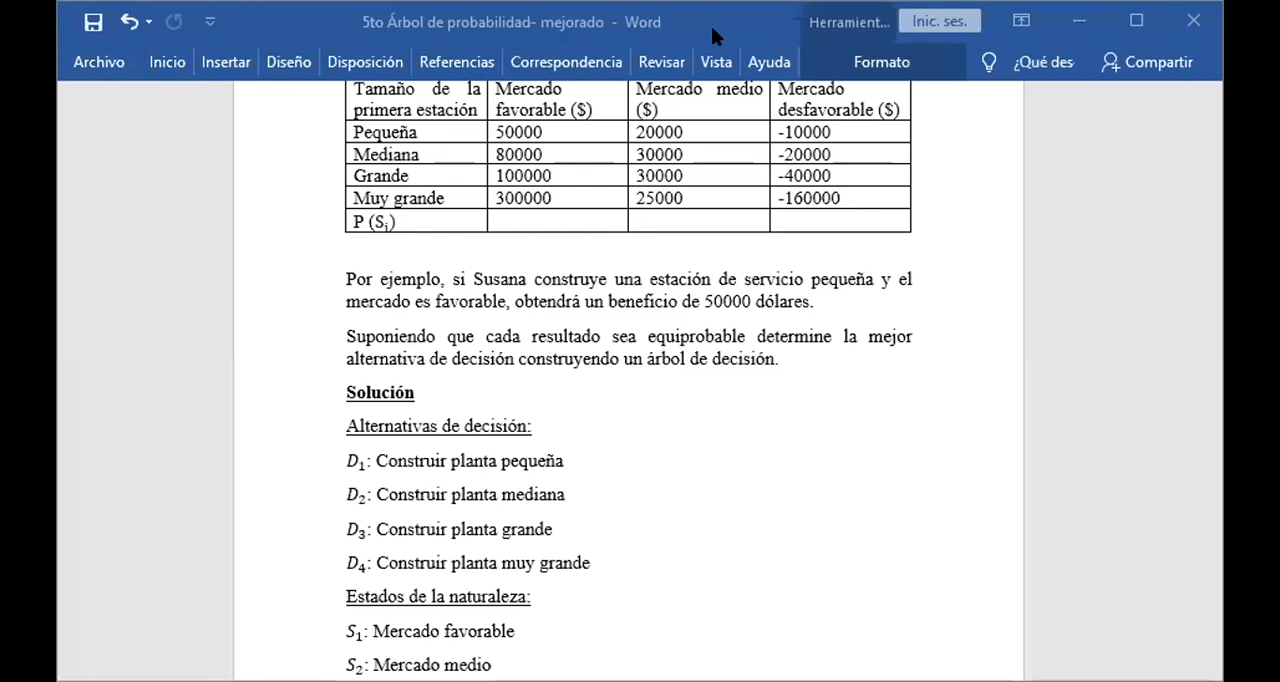 5to Árbol de probabilidad- mejorado - Word Herramient... Inic. ses.
Archivo Inicio Insertar Diseño Disposición Referencias Correspondencia Revisar Vista Ayuda Formato ¿Qué des Compartir
Tamaño de la primera estación Mercado favorable ($) Mercado medio ($) Mercado desfavorable ($)
Pequeña 50000 20000 -10000
Mediana 80000 30000 -20000
Grande 100000 30000 -40000
Muy grande 300000 25000 -160000
P (Sᵢ)
Por ejemplo, si Susana construye una estación de servicio pequeña y el
mercado es favorable, obtendrá un beneficio de 50000 dólares.
Suponiendo que cada resultado sea equiprobable determine la mejor
alternativa de decisión construyendo un árbol de decisión.
Solución
Alternativas de decisión:
D₁: Construir planta pequeña
D₂: Construir planta mediana
D₃: Construir planta grande
D₄: Construir planta muy grande
Estados de la naturaleza:
S₁: Mercado favorable
S₂: Mercado medio